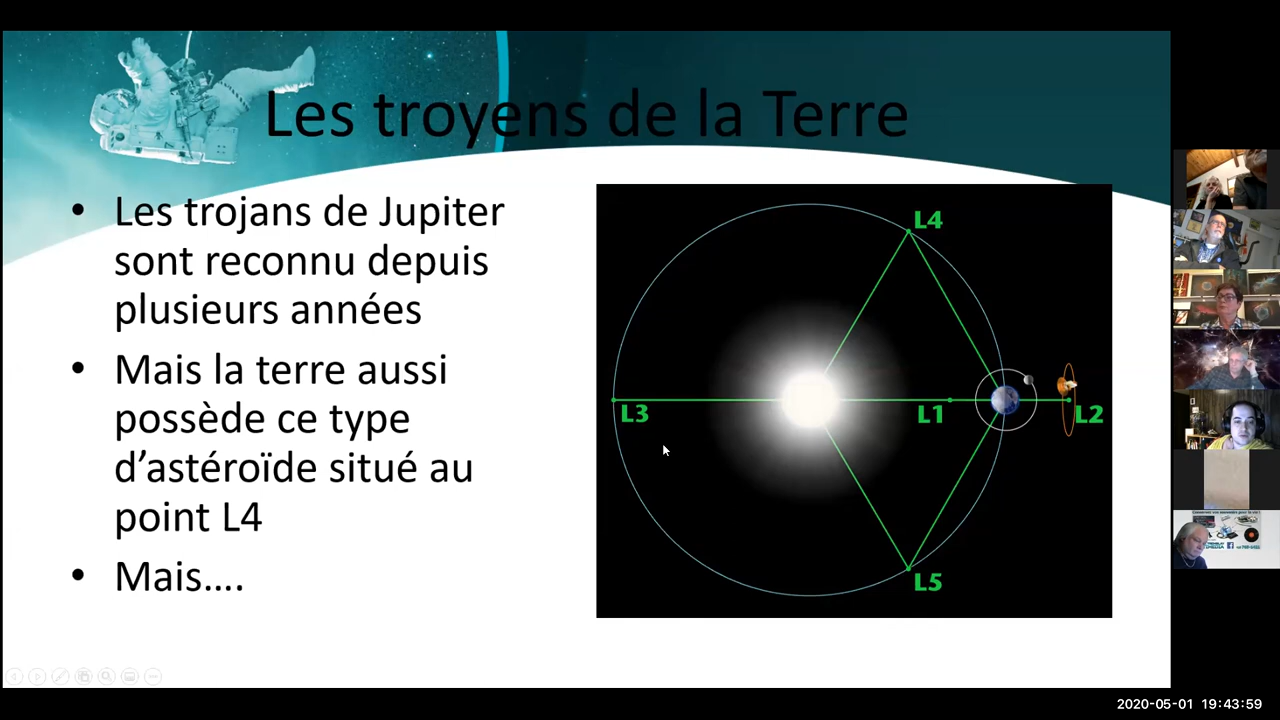 Les troyens de la Terre
• Les trojans de Jupiter
sont reconnu depuis
plusieurs années
• Mais la terre aussi
possède ce type
d’astéroïde situé au
point L4
• Mais….
L4
L3
L1
L2
L5
2020-05-01 19:43:59